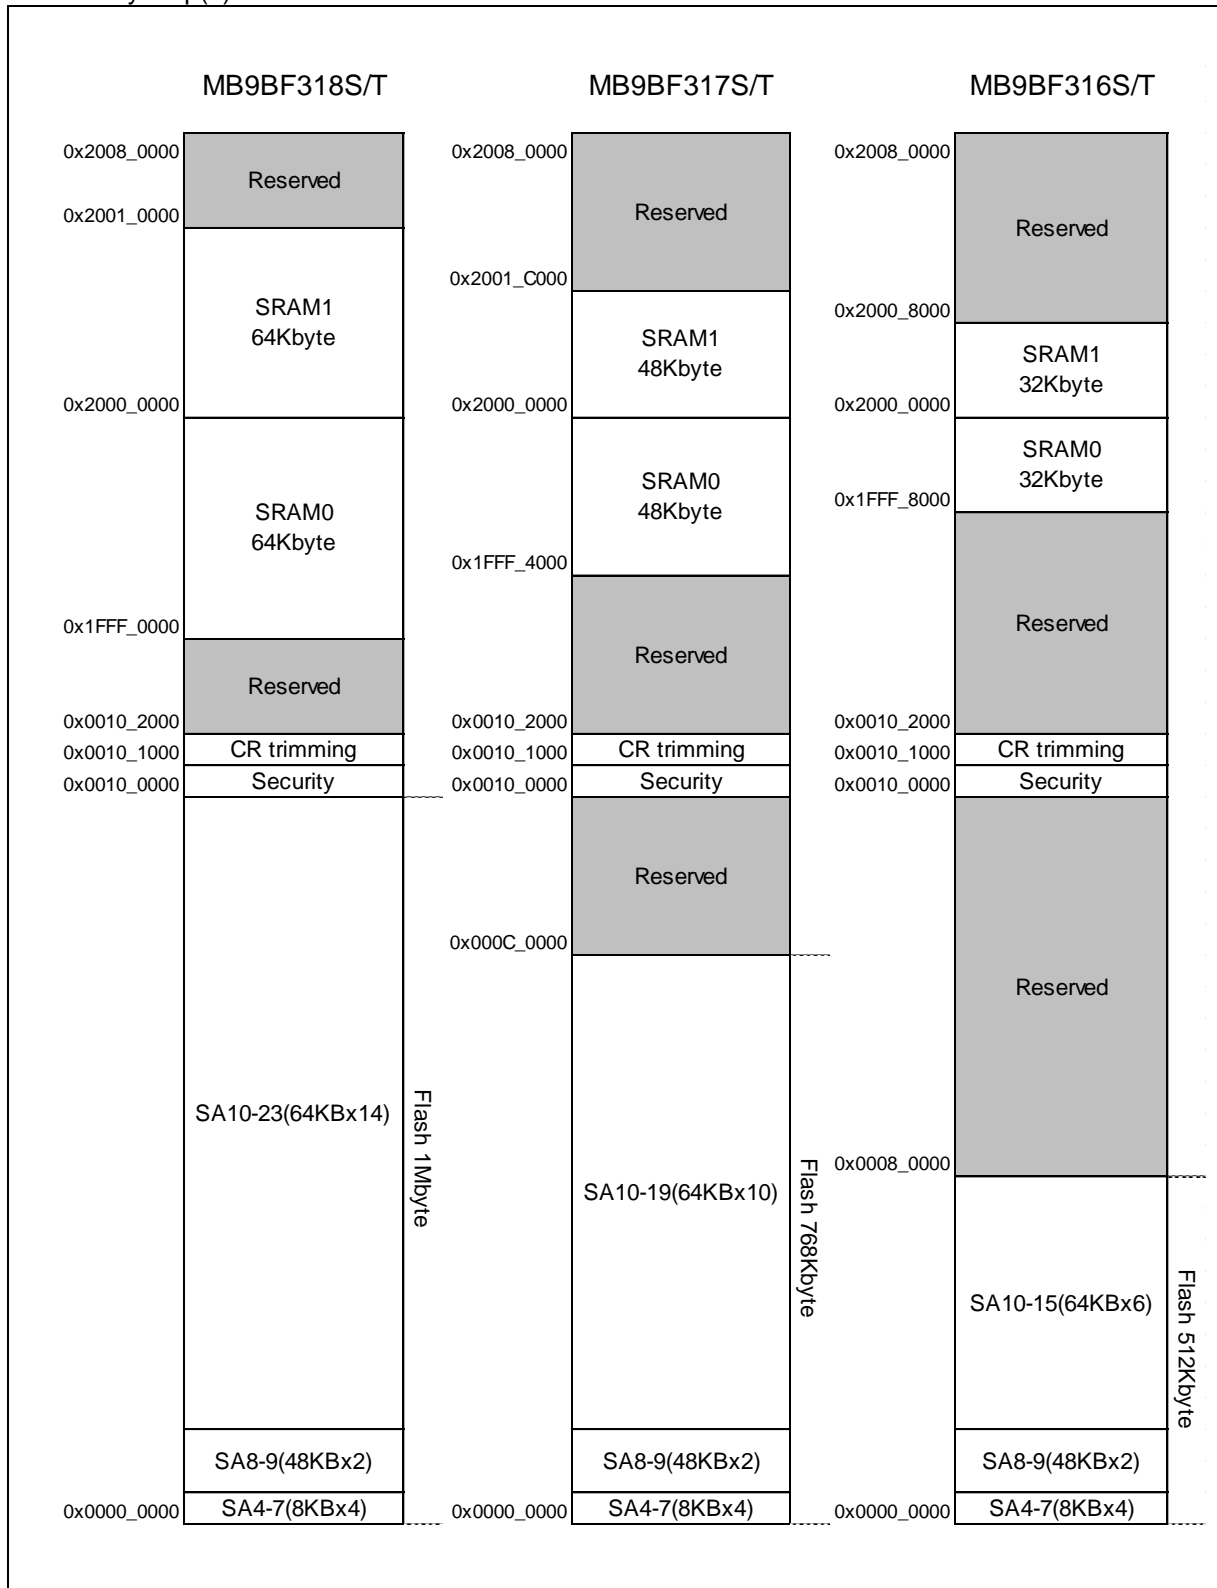 MB9BF318S/T
0x2008_0000
Reserved
0x2001_0000
SRAM1
64Kbyte
0x2000_0000
SRAM0
64Kbyte
0x1FFF_0000
Reserved
0x0010_2000
CR trimming
0x0010_1000
Security
0x0010_0000
SA10-23(64KBx14)
Flash 1Mbyte
SA8-9(48KBx2)
SA4-7(8KBx4)
0x0000_0000
MB9BF317S/T
0x2008_0000
Reserved
0x2001_C000
SRAM1
48Kbyte
0x2000_0000
SRAM0
48Kbyte
0x1FFF_4000
Reserved
0x0010_2000
CR trimming
0x0010_1000
Security
0x0010_0000
Reserved
0x000C_0000
SA10-19(64KBx10)
Flash 768Kbyte
SA8-9(48KBx2)
SA4-7(8KBx4)
0x0000_0000
MB9BF316S/T
0x2008_0000
Reserved
0x2000_8000
SRAM1
32Kbyte
0x2000_0000
SRAM0
32Kbyte
0x1FFF_8000
Reserved
0x0010_2000
CR trimming
0x0010_1000
Security
0x0010_0000
Reserved
0x0008_0000
SA10-15(64KBx6)
Flash 512Kbyte
SA8-9(48KBx2)
SA4-7(8KBx4)
0x0000_0000